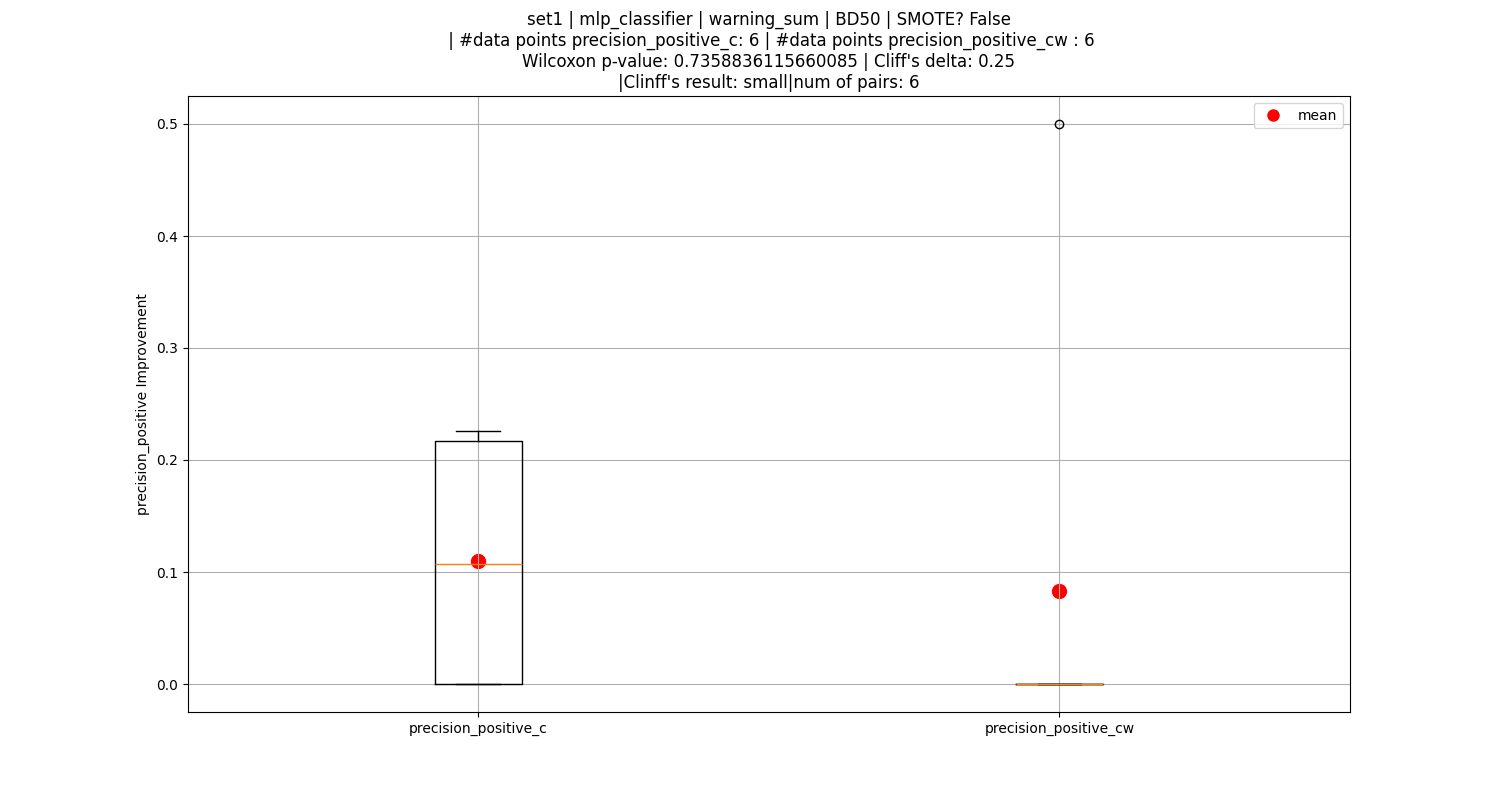 set1 | mlp_classifier | warning_sum | BD50 | SMOTE? False
| #data points precision_positive_c: 6 | #data points precision_positive_cw : 6
Wilcoxon p-value: 0.7358836115660085 | Cliff's delta: 0.25
|Clinff's result: small|num of pairs: 6
mean
0.5
0.4
0.3
0.2
0.1
0.0
precision_positive Improvement
precision_positive_c
precision_positive_cw